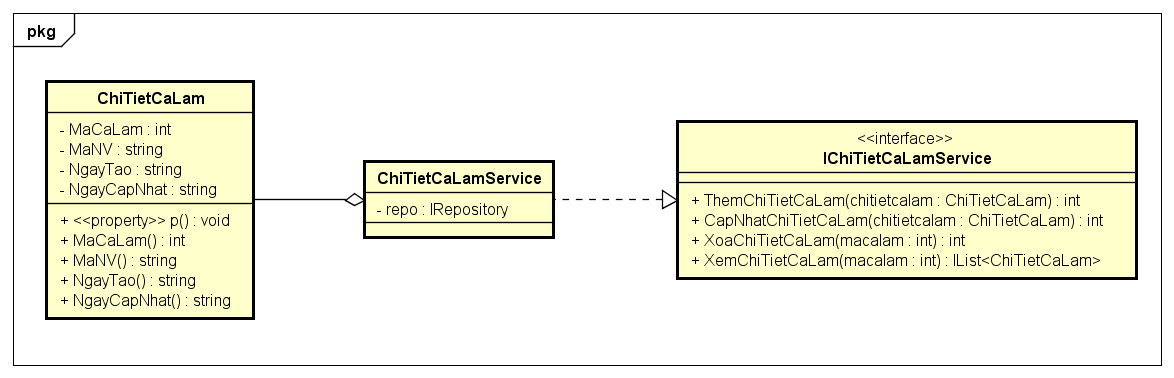 pkg
ChiTietCaLam
- MaCaLam : int
- MaNV : string
- NgayTao : string
- NgayCapNhat : string
+ <<property>> p() : void
+ MaCaLam() : int
+ MaNV() : string
+ NgayTao() : string
+ NgayCapNhat() : string
ChiTietCaLamService
- repo : IRepository
<<interface>>
IChiTietCaLamService
+ ThemChiTietCaLam(chitietcalam : ChiTietCaLam) : int
+ CapNhatChiTietCaLam(chitietcalam : ChiTietCaLam) : int
+ XoaChiTietCaLam(macalam : int) : int
+ XemChiTietCaLam(macalam : int) : IList<ChiTietCaLam>